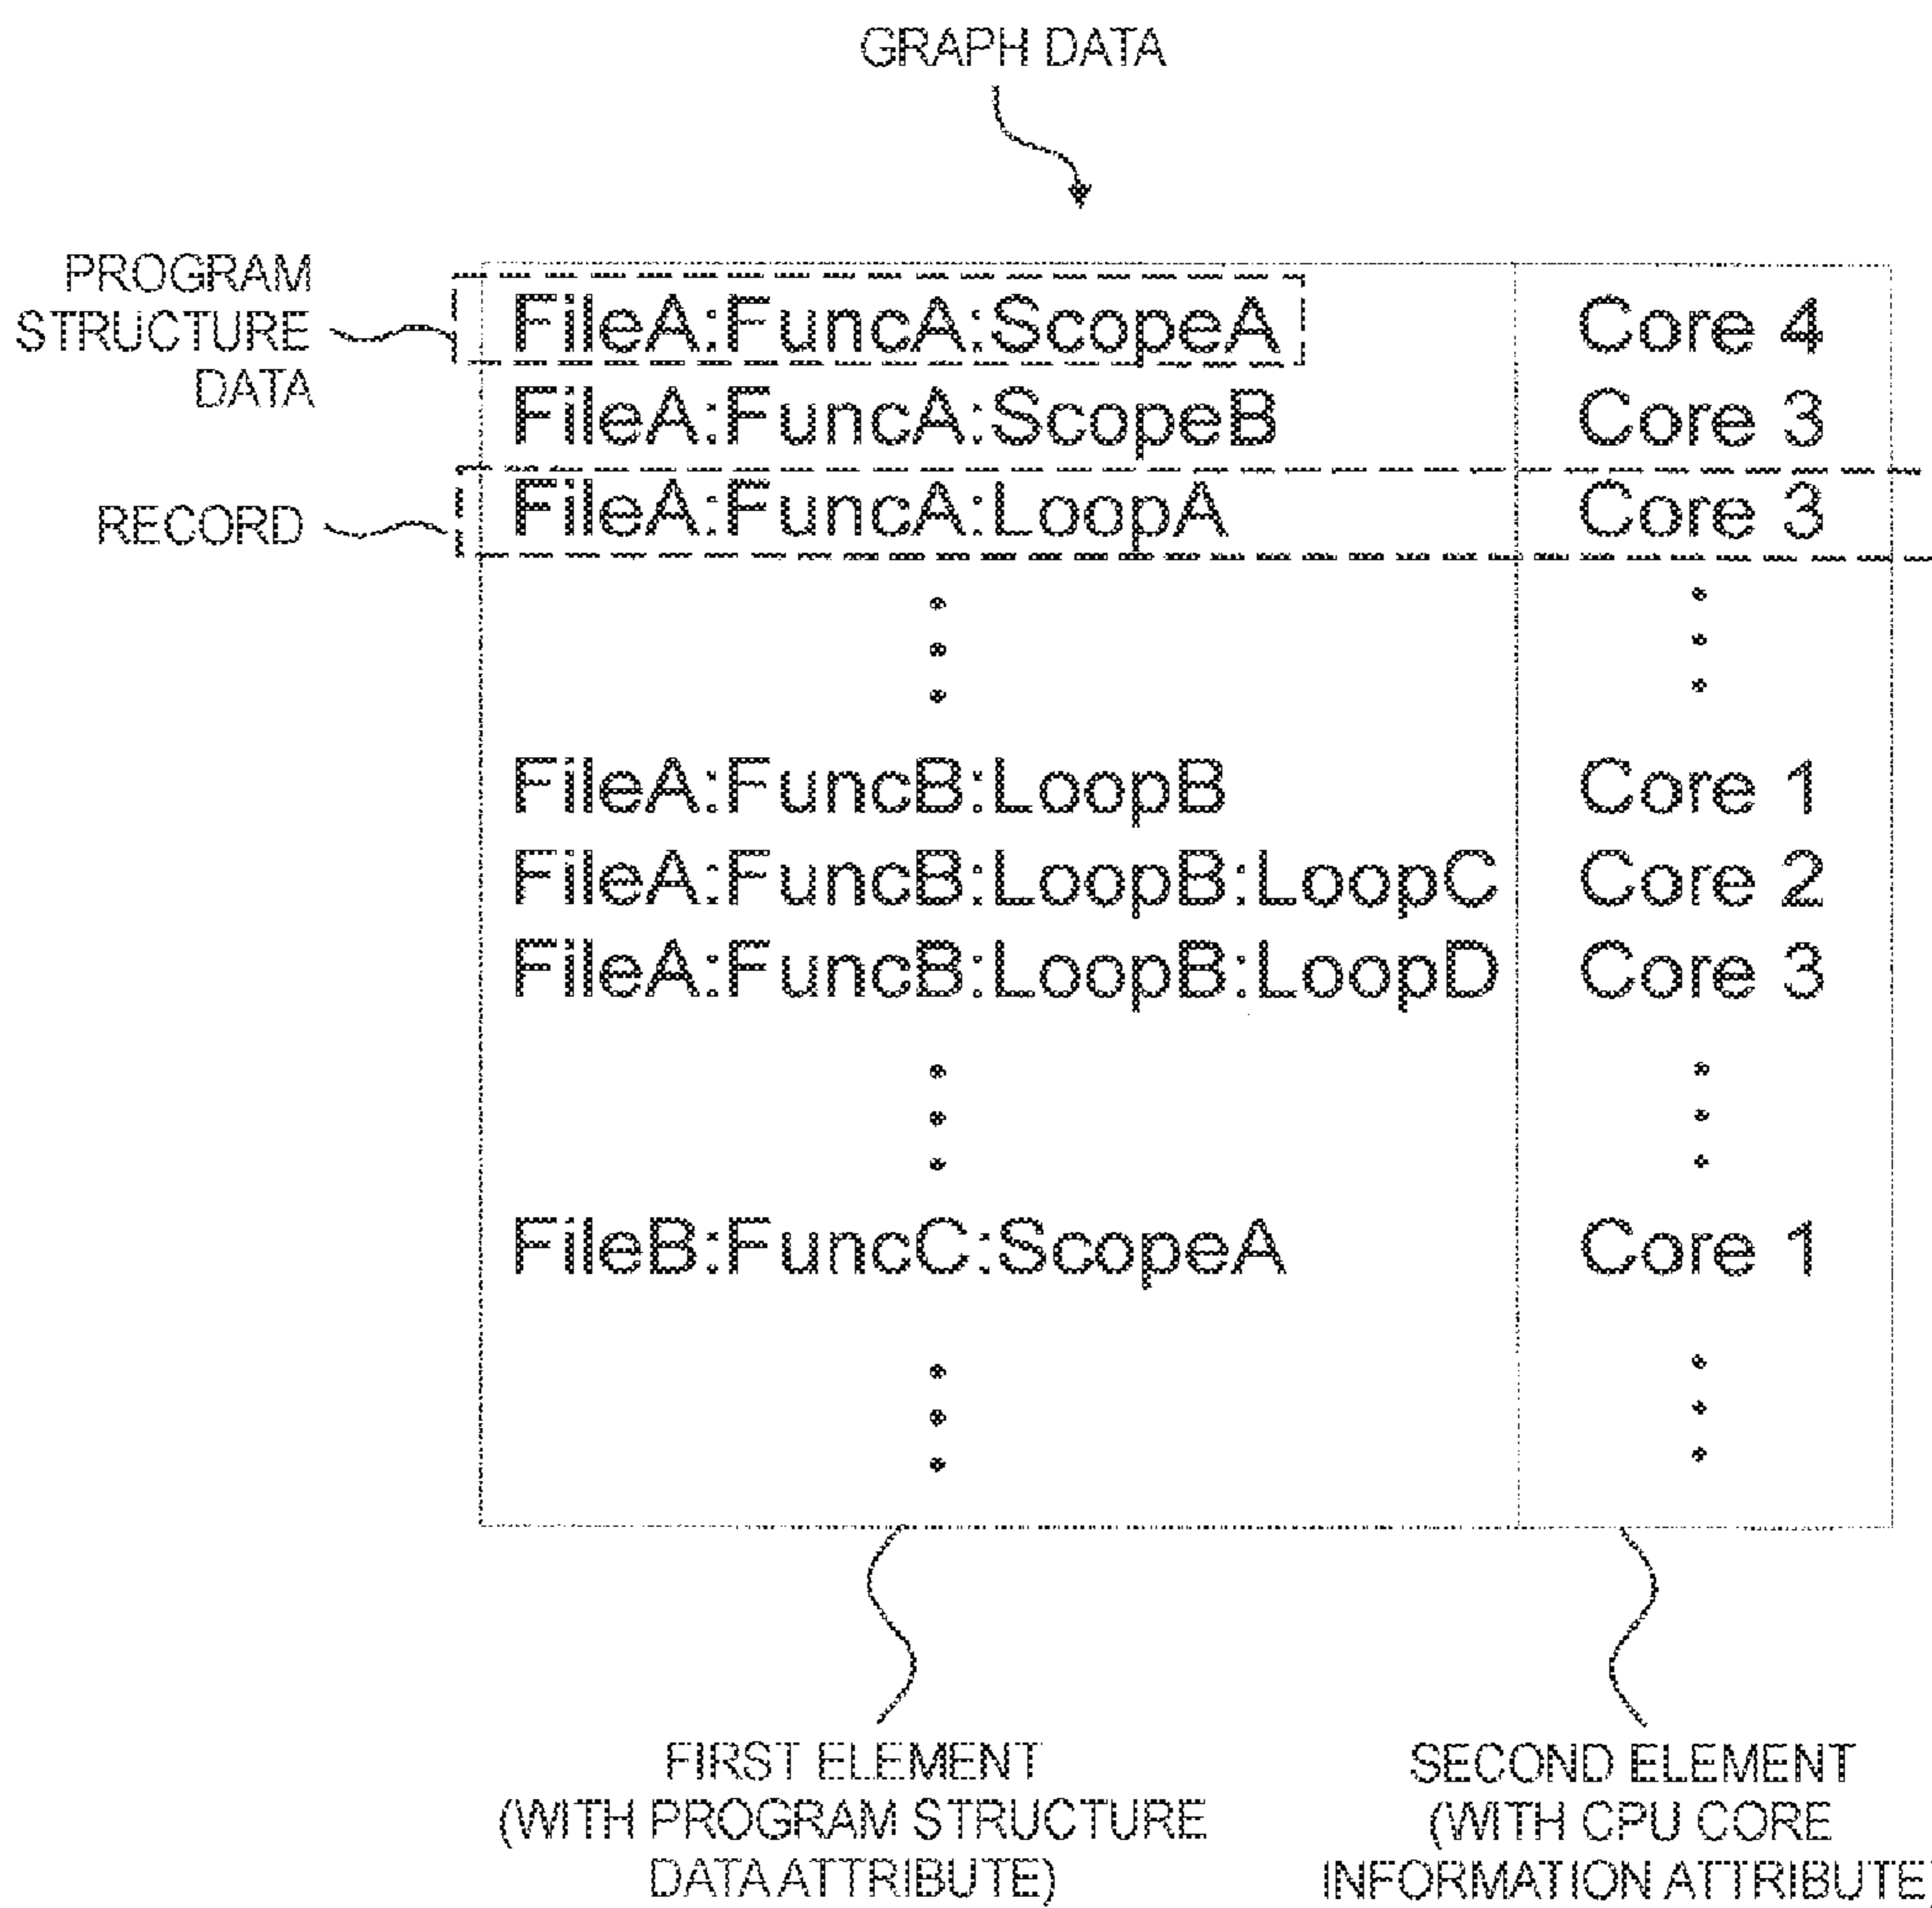 GRAPH DATA
PROGRAM
STRUCTURE
DATA
FileA:FuncA:ScopeA Core 4
FileA:FuncA:ScopeB Core 3
RECORD
FileA:FuncA:LoopA Core 3
FileA:FuncB:LoopB Core 1
FileA:FuncB:LoopB:LoopC Core 2
FileA:FuncB:LoopB:LoopD Core 3
FileB:FuncC:ScopeA Core 1
FIRST ELEMENT
(WITH PROGRAM STRUCTURE
DATA ATTRIBUTE)
SECOND ELEMENT
(WITH CPU CORE
INFORMATION ATTRIBUTE)